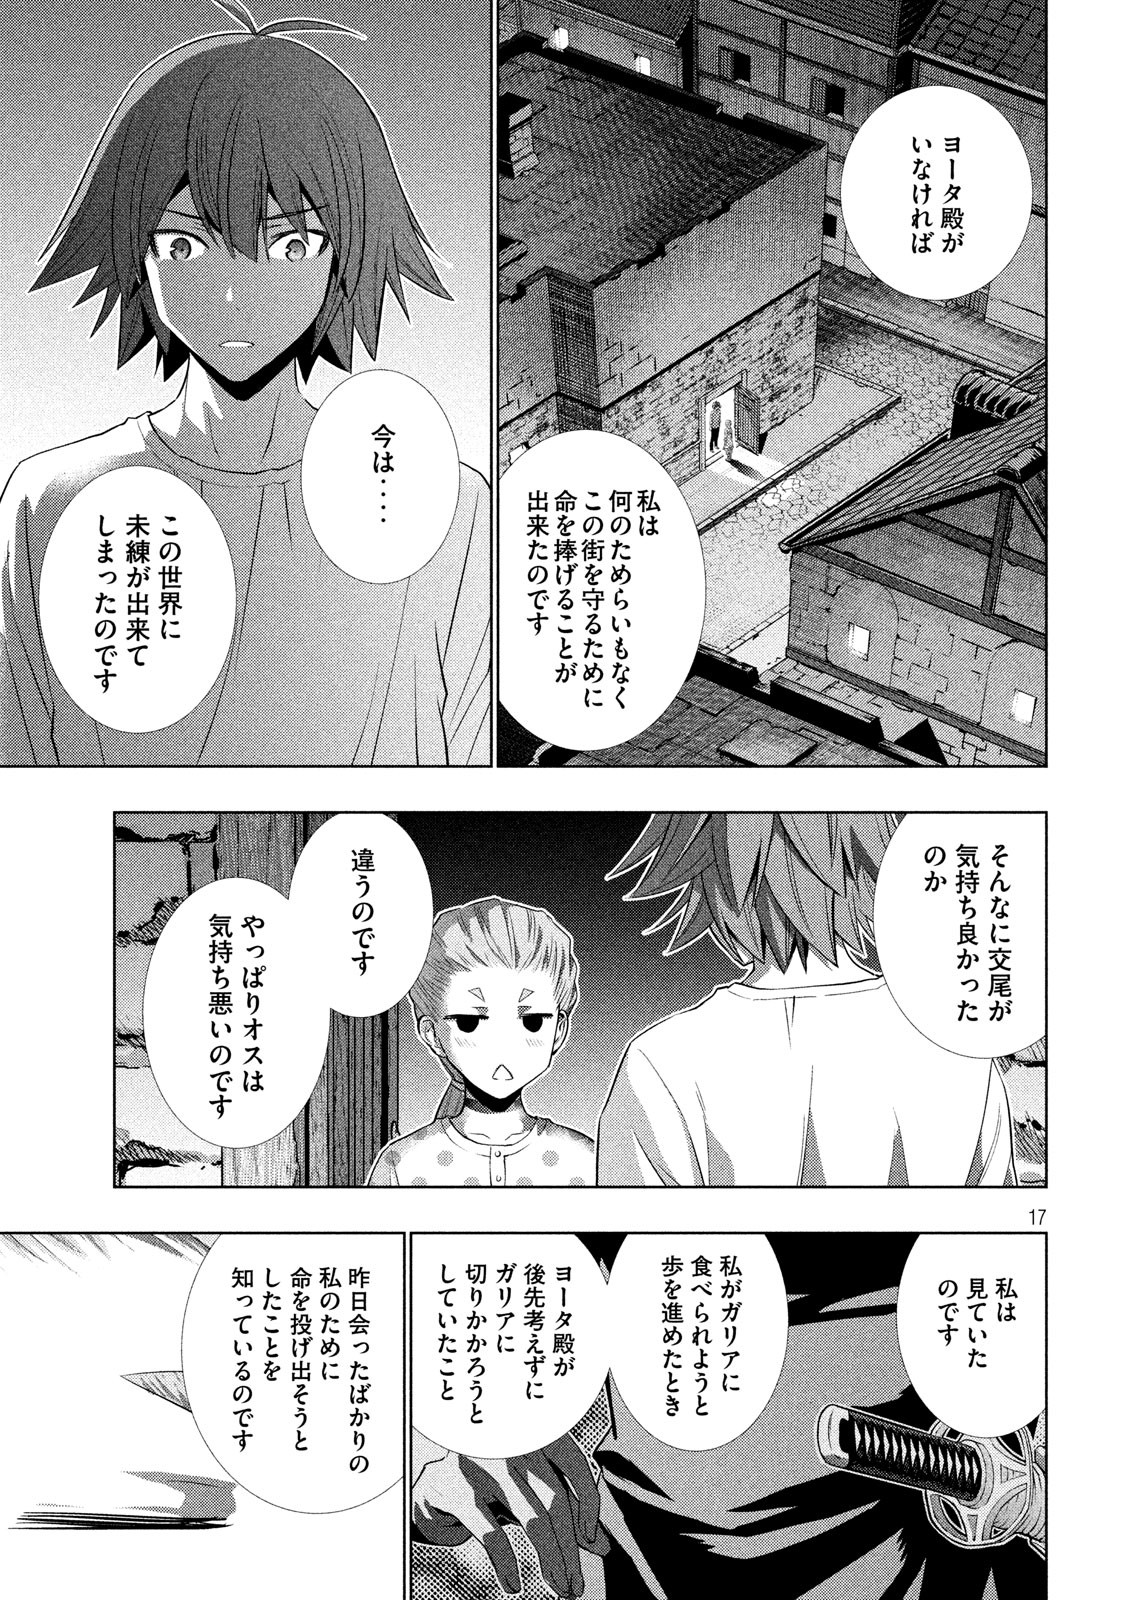 ヨータ殿が
いなければ
私は
何のためらいもなく
この街を守るために
命を捧げることが
出来たのです
今は‥‥
この世界に
未練が出来て
しまったのです
そんなに交尾が
気持ち良かった
のか
違うのです
やっぱりオスは
気持ち悪いのです
17
私は
見ていた
のです
私がガリアに
食べられようと
歩を進めたとき
ヨータ殿が
後先考えずに
ガリアに
切りかかろうと
していたこと
昨日会ったばかりの
私のために
命を投げ出そうと
したことを
知っているのです